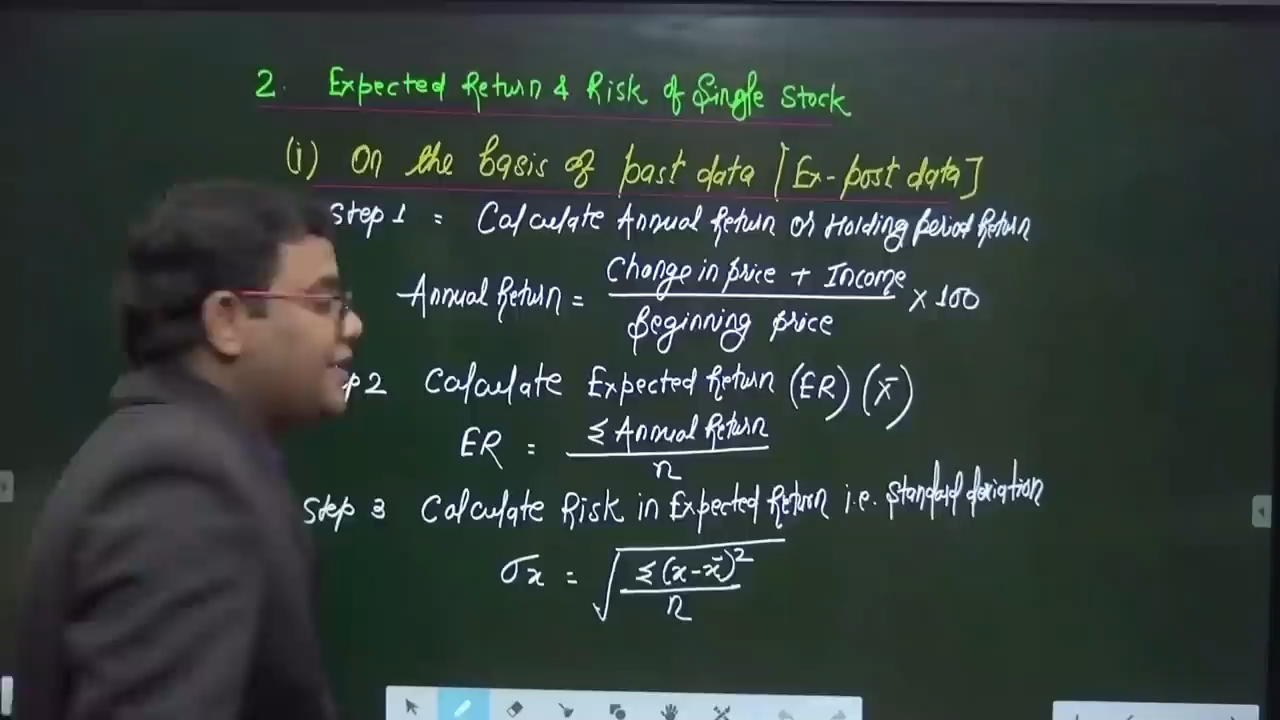 2. Expected Return & Risk of Single Stock
(i) On the basis of past data [Ex-post data]
Step 1 = Calculate Annual Return or Holding Period Return
Annual Return = Change in price + Income / Beginning price × 100
p 2 Calculate Expected Return (ER) (x̄)
ER = Σ Annual Return / n
Step 3 Calculate Risk in Expected Return i.e. Standard deviation
σx = √Σ(x-x̄)² / n